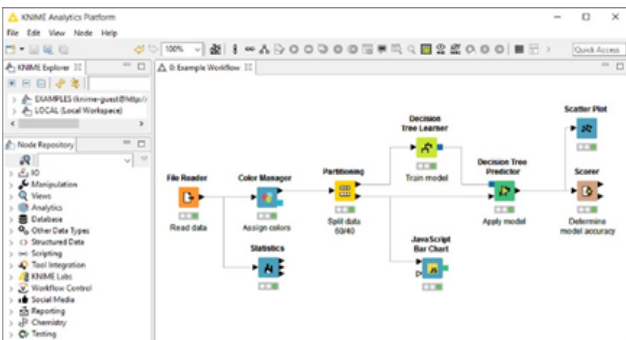 KNIME Analytics Platform
File Edit View Node Help
100%
Quick Access
KNIME Explorer
0: Example Workflow
EXAMPLES (knime-guest@http:/
LOCAL (Local Workspace)
Node Repository
IO
Manipulation
Views
Analytics
Database
Other Data Types
Structured Data
Scripting
Tool Integration
KNIME Labs
Workflow Control
Social Media
Reporting
Chemistry
Testing
File Reader
Read data
Color Manager
Assign colors
Statistics
Partitioning
Split data
60/40
Decision
Tree Learner
Train model
JavaScript
Bar Chart
Decision Tree
Predictor
Apply model
Scatter Plot
Scorer
Determine
model accuracy